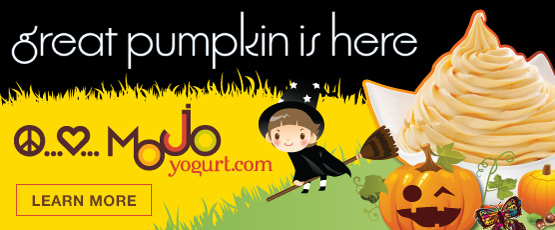 great pumpkin is here
... ... Mojo
yogurt.com
LEARN MORE